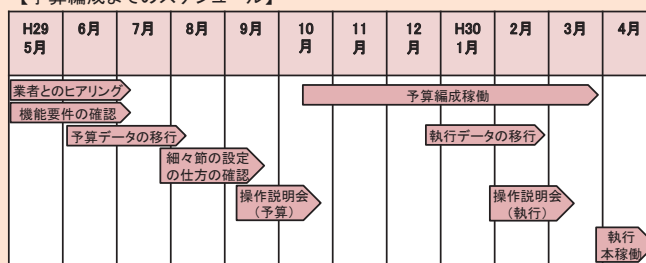 【予算編成までのスケジュール】
H29
5月
6月
7月
8月
9月
10
月
11
月
12
月
H30
1月
2月
3月
4月
業者とのヒアリング
予算編成稼働
機能要件の確認
予算データの移行
執行データの移行
細々節の設定
の仕方の確認
操作説明会
(予算)
操作説明会
(執行)
執行
本稼働